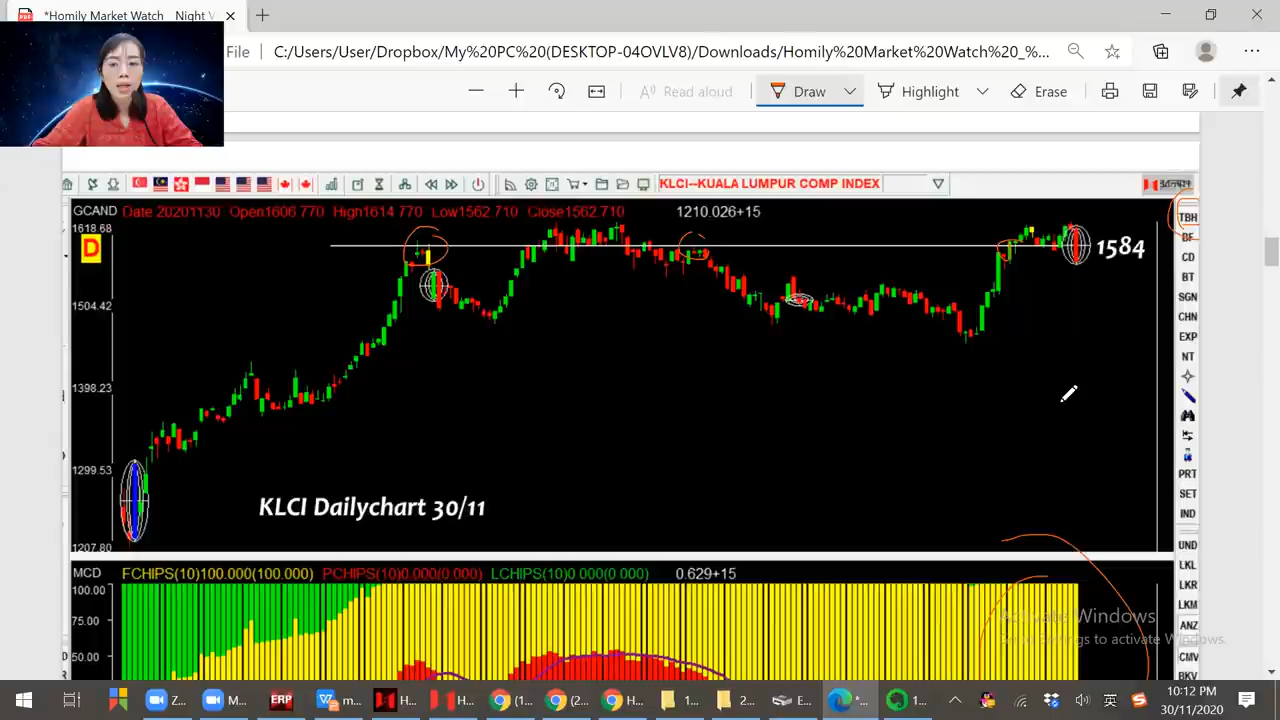 *Homily Market Watch _ Night V
File
C:/Users/User/Dropbox/My%20PC%20(DESKTOP-04OVLV8)/Downloads/Homily%20Market%20Watch%20_%...
Read aloud
Draw
Highlight
Erase
KLCI--KUALA LUMPUR COMP INDEX
GCAND Date 20201130 Open1606.770 High1614.770 Low1562.710 Close1562.710 1210.026+15
1618.68
D
1584
1504.42
1398.23
1299.53
KLCI Dailychart 30/11
1207.80
TBH
BF
CD
BT
SGN
CHN
EXP
NT
PRT
SET
IND
UND
LKL
LKR
LKM
ANZ
CMV
BKV
MCD FCHIPS(10)100.000(100.000) PCHIPS(10)0.000(0.000) LCHIPS(10)0.000(0.000) 0.629+15
100.00
75.00
50.00
Activate Windows
Go to Settings to activate Windows.
Z...
M...
ERP
m...
H...
H...
(1...
(2...
H...
1...
2...
E...
*...
1...
10:12 PM
30/11/2020